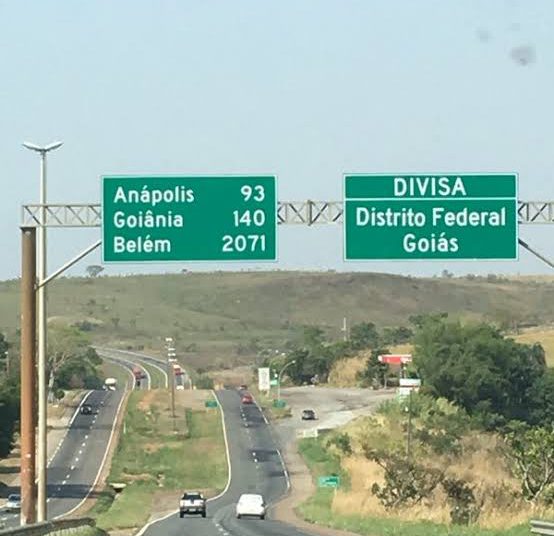 Anápolis 93
Goiânia 140
Belém 2071
DIVISA
Distrito Federal
Goiás